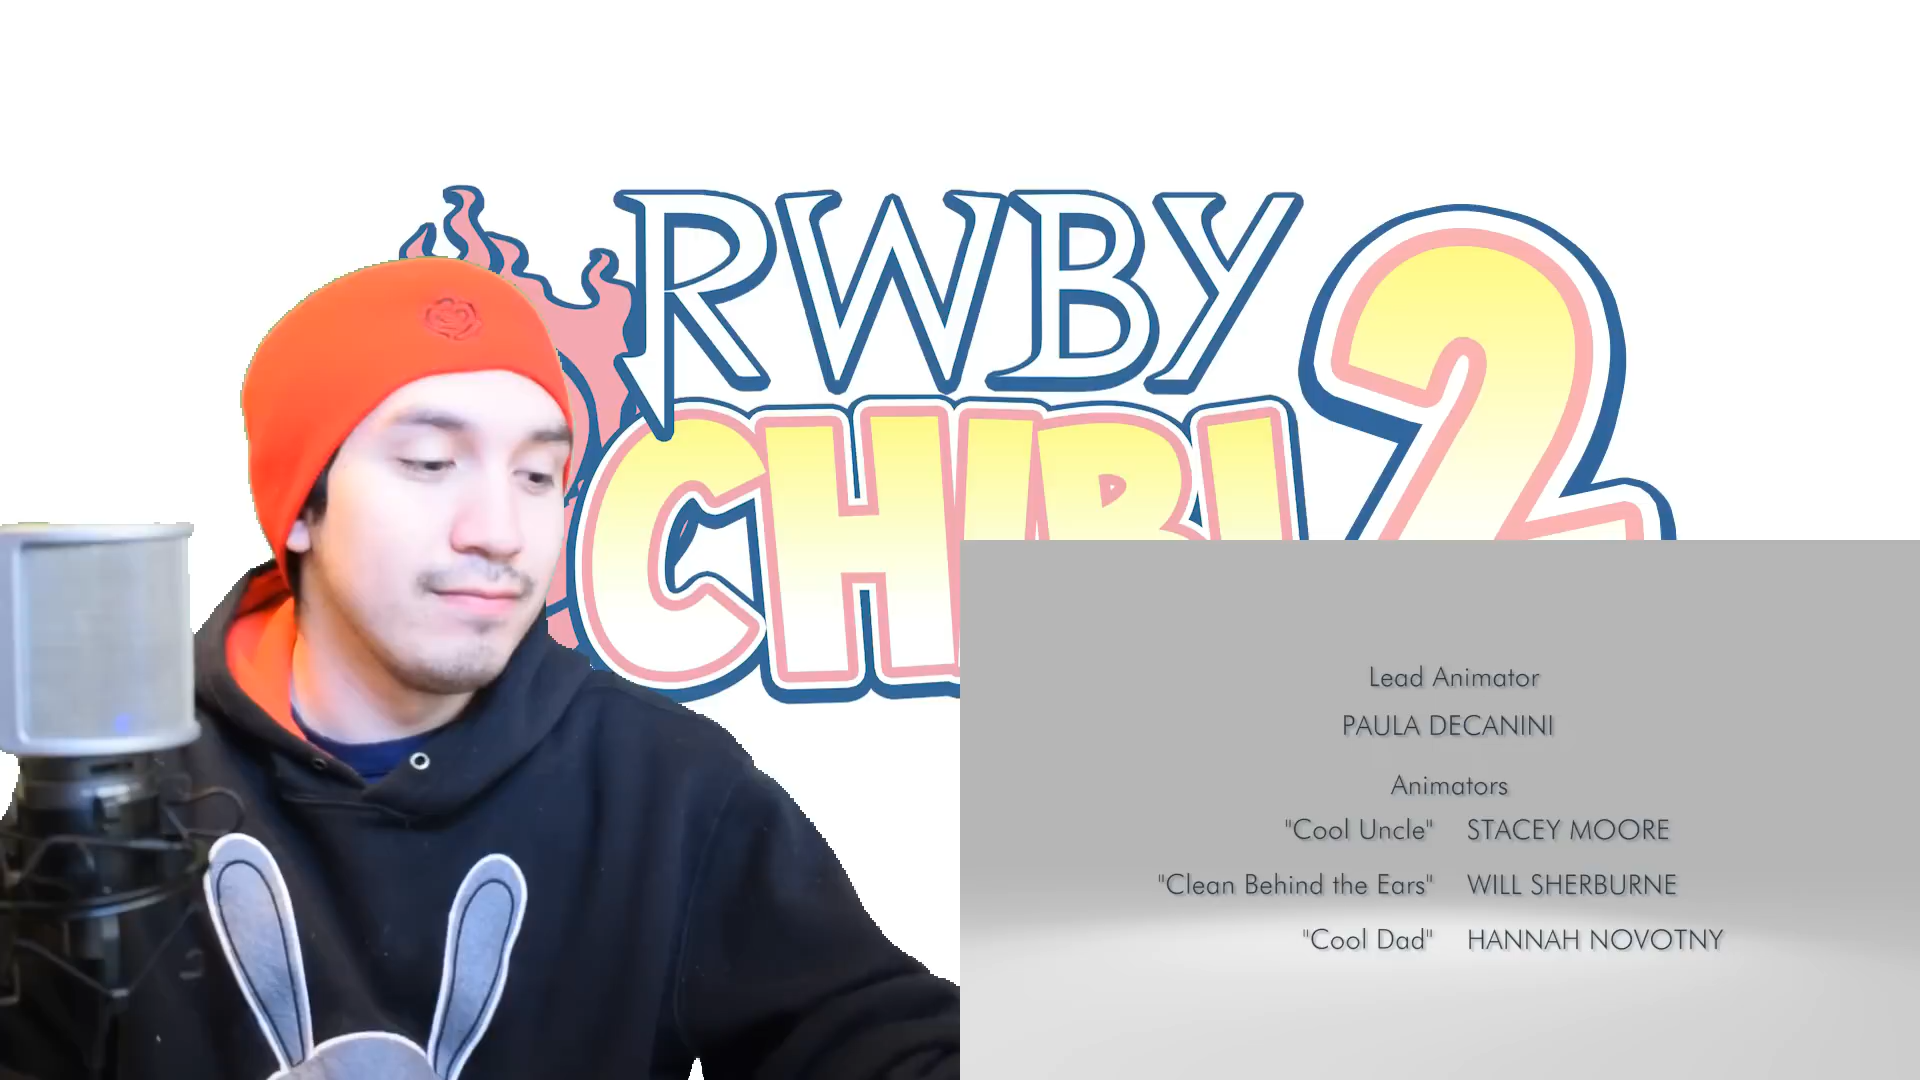 RWBY
CHIBI 2
Lead Animator
PAULA DECANINI
Animators
"Cool Uncle" STACEY MOORE
"Clean Behind the Ears" WILL SHERBURNE
"Cool Dad" HANNAH NOVOTNY